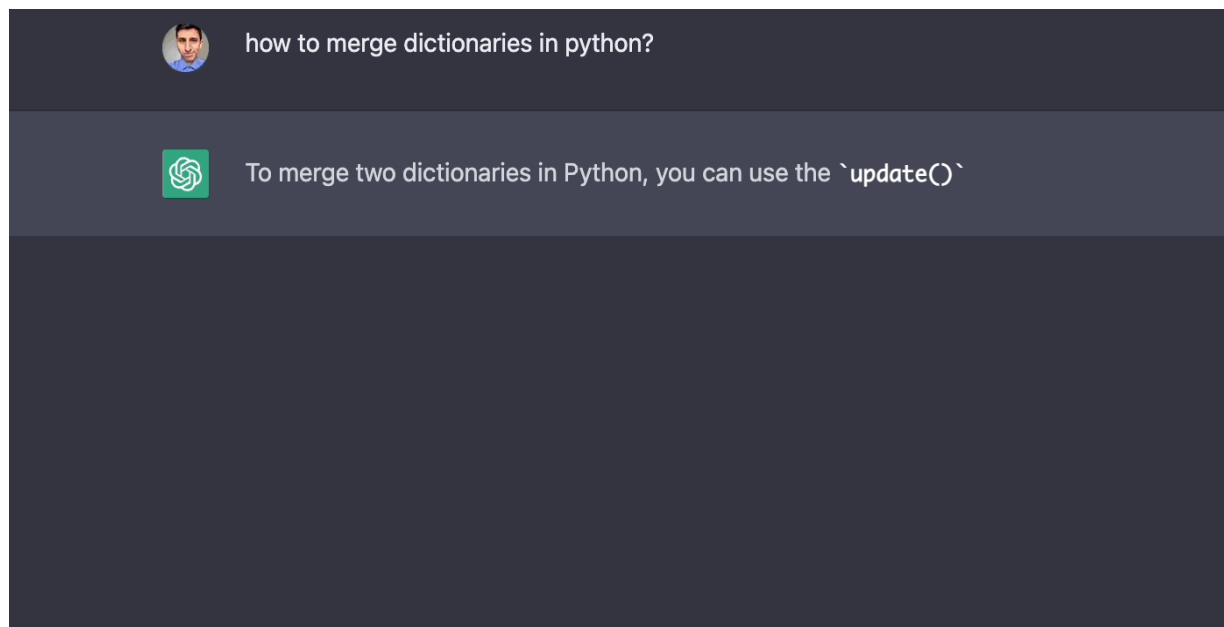 how to merge dictionaries in python?
To merge two dictionaries in Python, you can use the `update()`